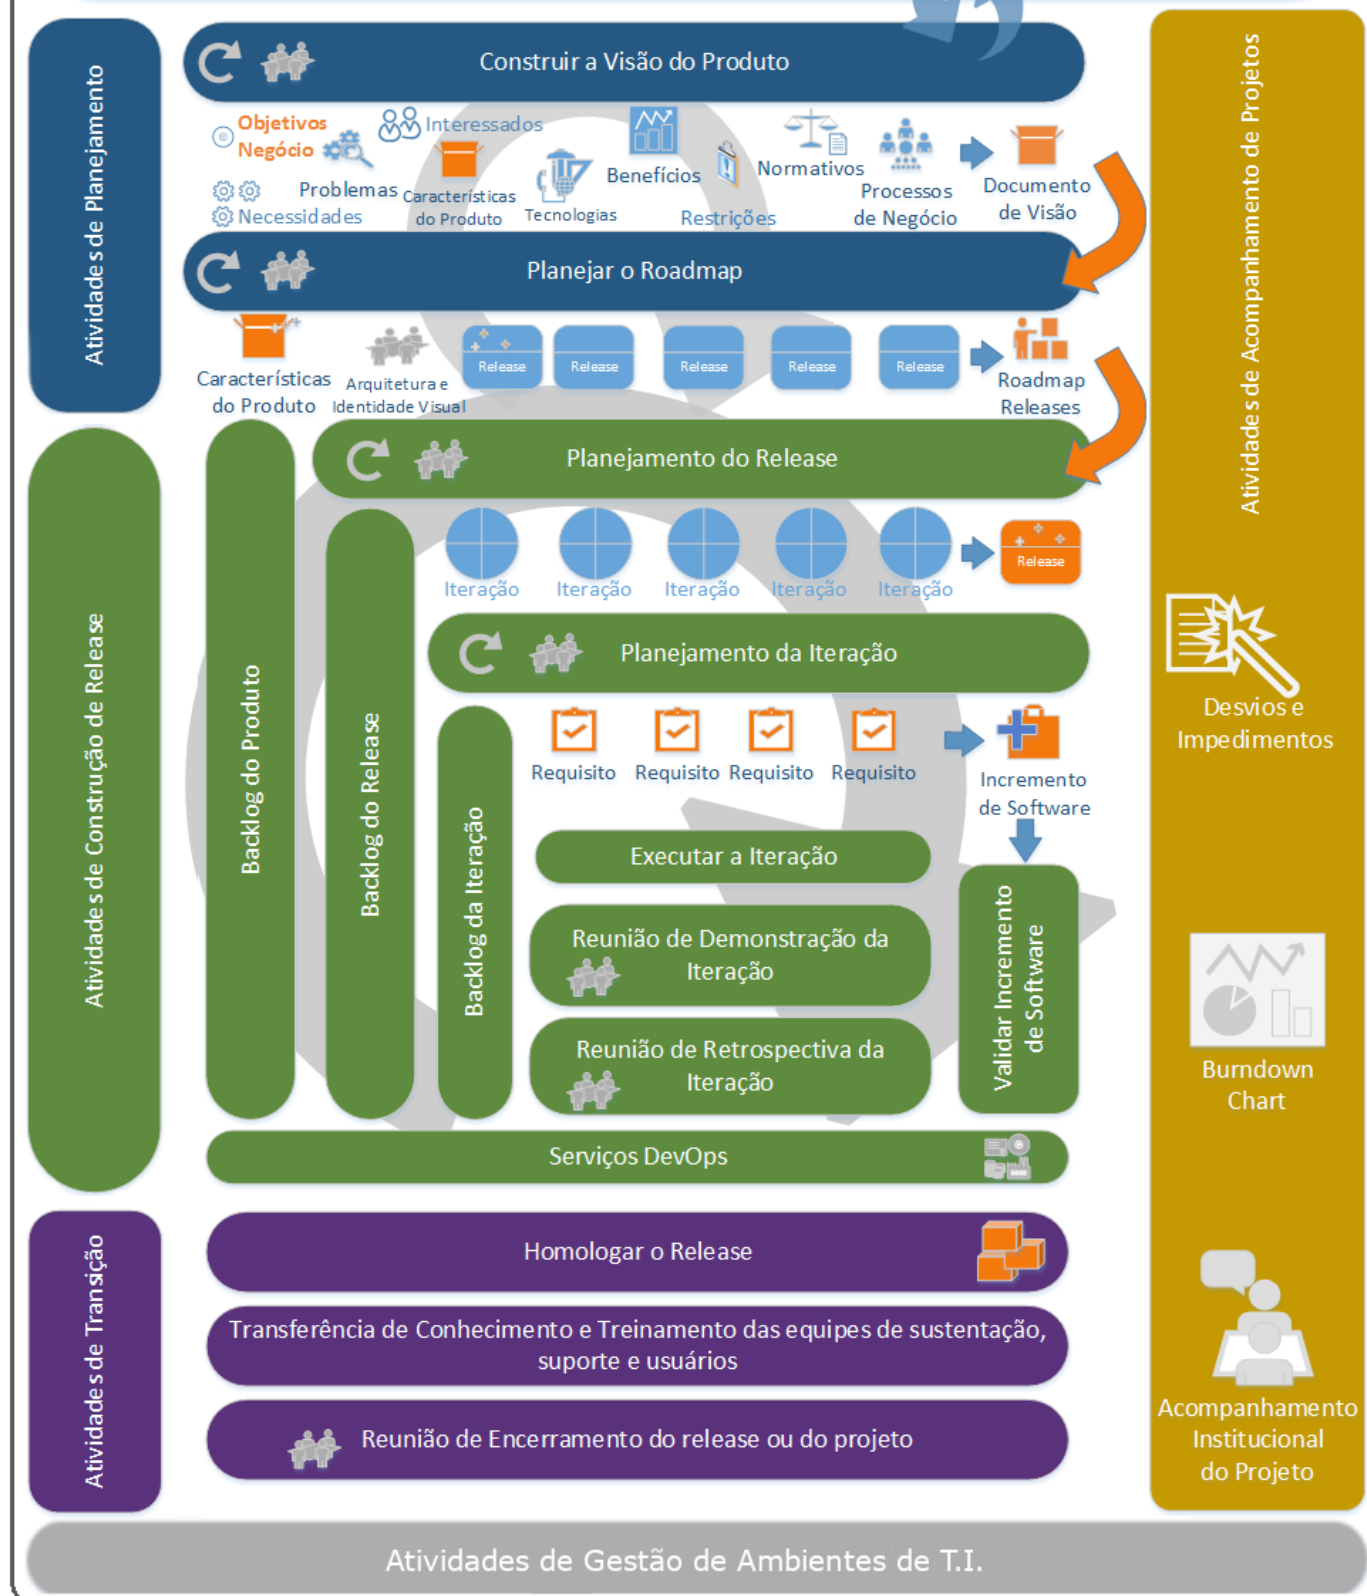 Atividades de Planejamento
Construir a Visão do Produto
Objetivos
Negócio
Interessados
Problemas
Necessidades
Características
do Produto
Tecnologias
Benefícios
Restrições
Normativos
Processos
de Negócio
Documento
de Visão
Planejar o Roadmap
Características
do Produto
Arquitetura e
Identidade Visual
Release
Release
Release
Release
Release
Roadmap
Releases
Atividades de Construção de Release
Backlog do Produto
Planejamento do Release
Backlog do Release
Iteração
Iteração
Iteração
Iteração
Iteração
Release
Planejamento da Iteração
Backlog da Iteração
Requisito
Requisito
Requisito
Requisito
Incremento
de Software
Executar a Iteração
Reunião de Demonstração da
Iteração
Reunião de Retrospectiva da
Iteração
Validar Incremento
de Software
Serviços DevOps
Atividades de Transição
Homologar o Release
Transferência de Conhecimento e Treinamento das equipes de sustentação,
suporte e usuários
Reunião de Encerramento do release ou do projeto
Atividades de Acompanhamento de Projetos
Desvios e
Impedimentos
Burndown
Chart
Acompanhamento
Institucional
do Projeto
Atividades de Gestão de Ambientes de T.I.